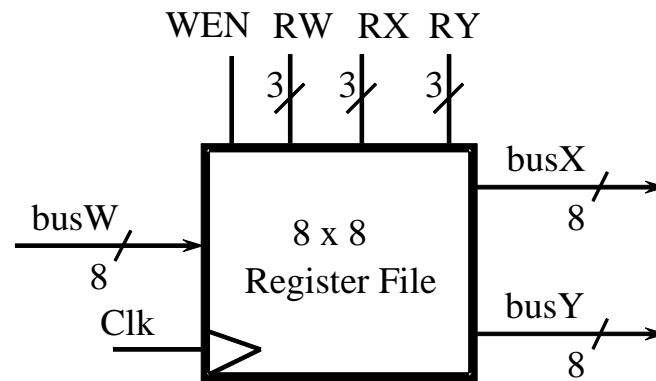 WEN RW RX RY
3 3 3
busX
8
busW
8
8 x 8
Register File
Clk
busY
8